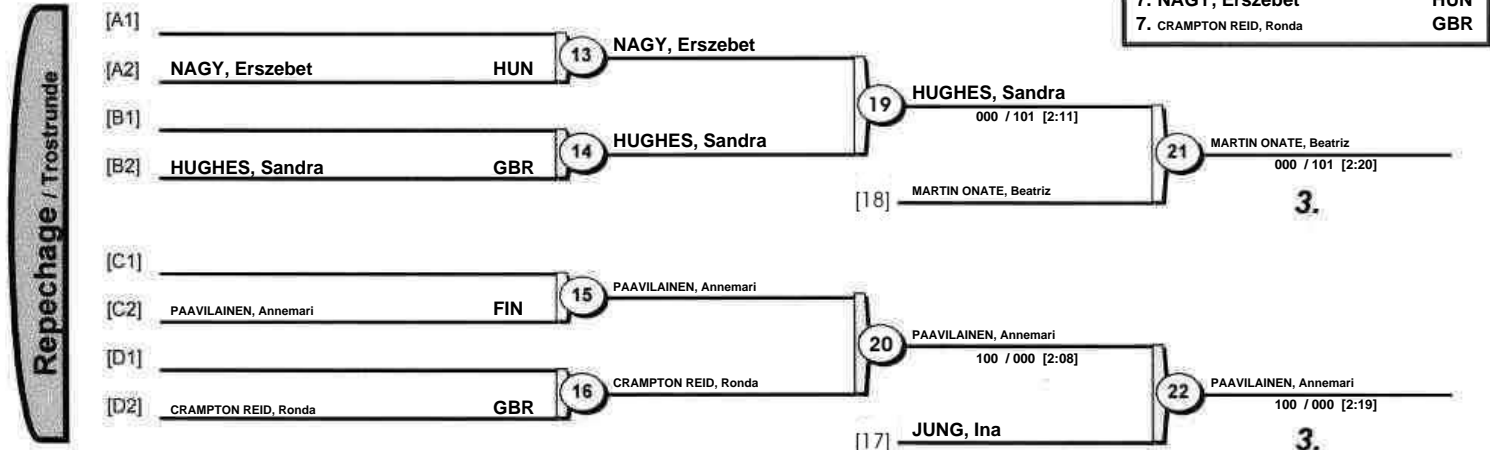 7. NAGY, Erszebet HUN
7. CRAMPTON REID, Ronda GBR
Repechage / Trostrunde
[A1]
[A2] NAGY, Erszebet HUN
13 NAGY, Erszebet
[B1]
[B2] HUGHES, Sandra GBR
14 HUGHES, Sandra
19 HUGHES, Sandra
000 / 101 [2:11]
[18] MARTIN ONATE, Beatriz
21 MARTIN ONATE, Beatriz
000 / 101 [2:20]
3.
[C1]
[C2] PAAVILAINEN, Annemari FIN
15 PAAVILAINEN, Annemari
[D1]
[D2] CRAMPTON REID, Ronda GBR
16 CRAMPTON REID, Ronda
20 PAAVILAINEN, Annemari
100 / 000 [2:08]
[17] JUNG, Ina
22 PAAVILAINEN, Annemari
100 / 000 [2:19]
3.